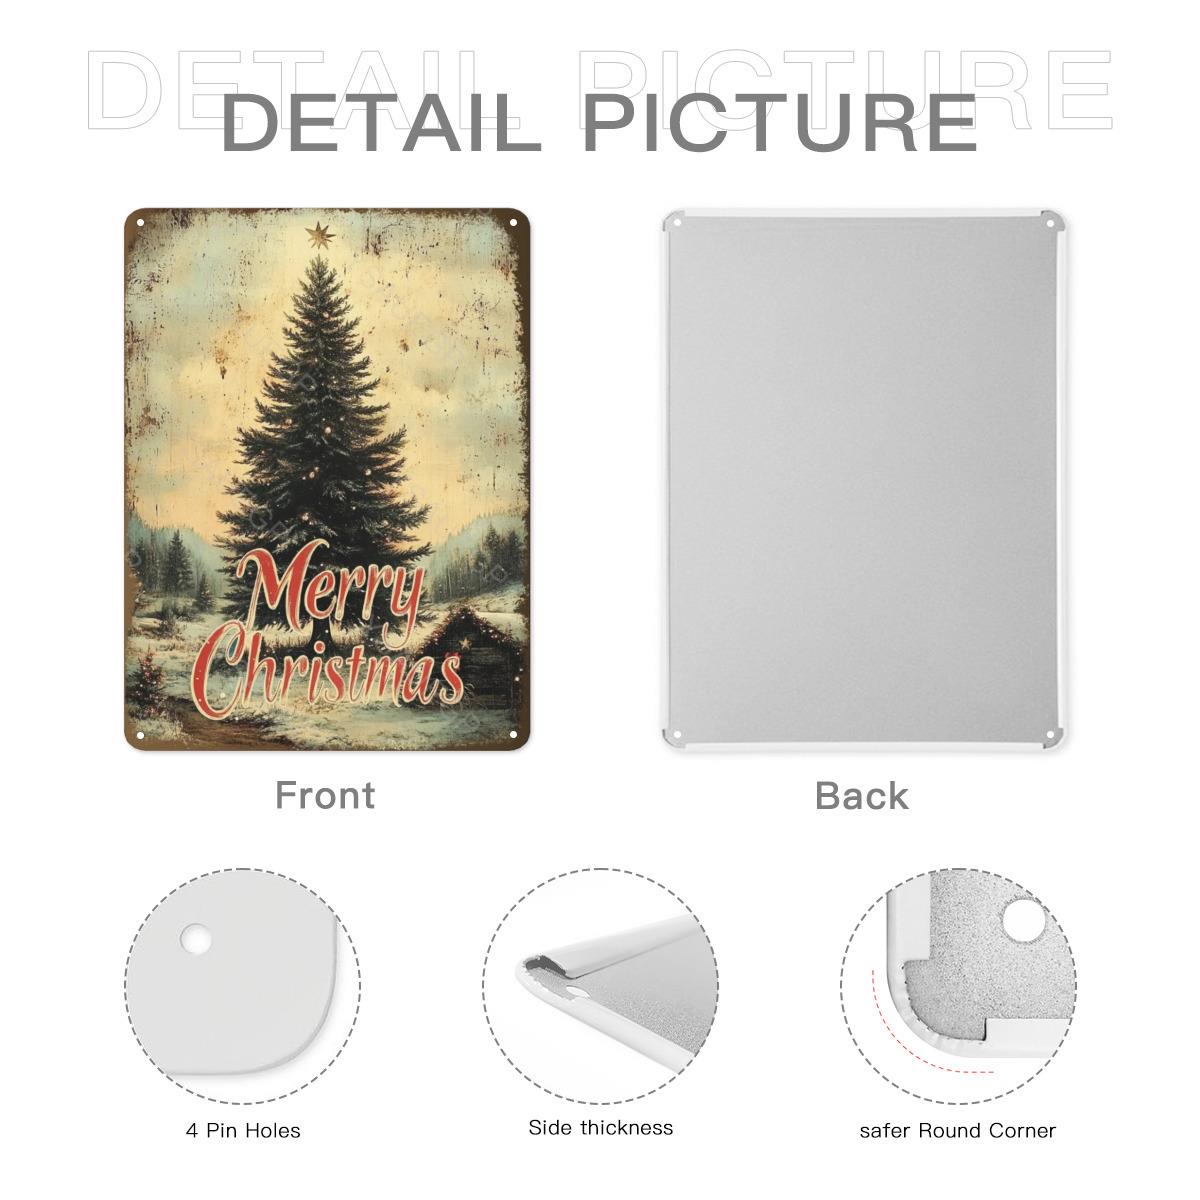 DETAIL PICTURE
DETAIL PICTURE
Merry
Christmas
Front
Back
4 Pin Holes
Side thickness
safer Round Corner